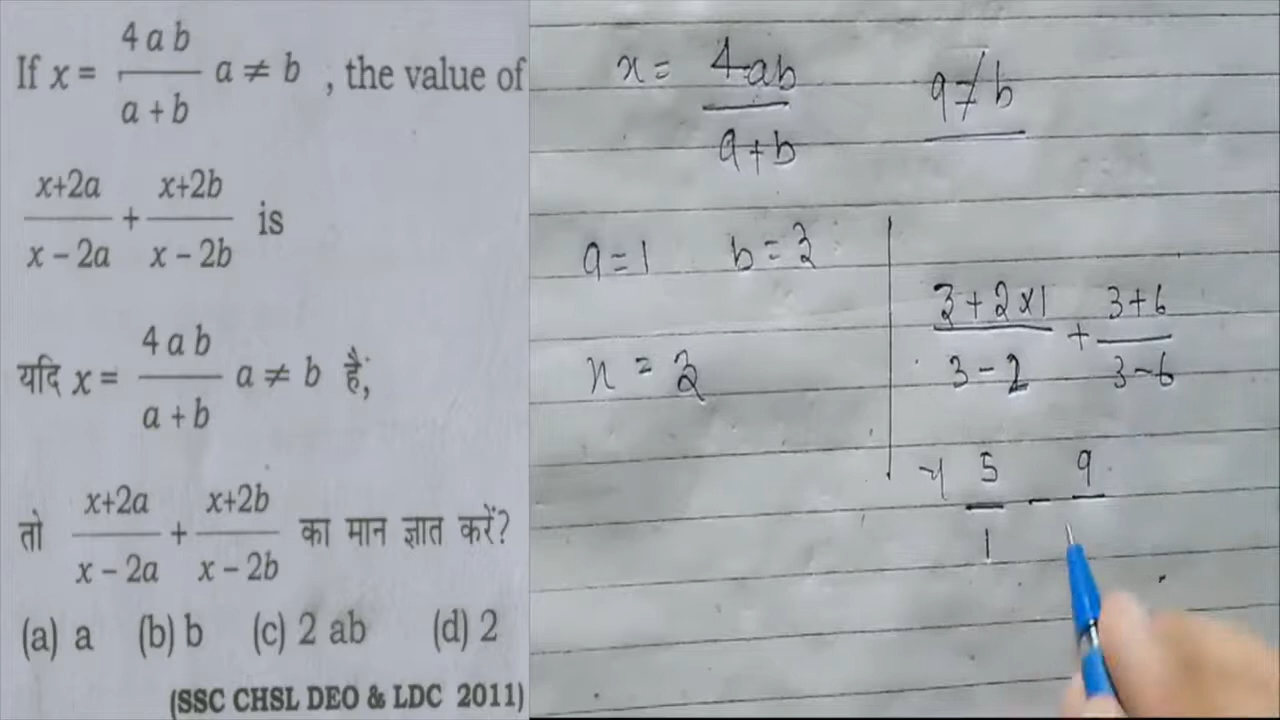 If x = 4ab/a+b a ≠ b , the value of
x+2a/x-2a + x+2b/x-2b is
यदि x = 4ab/a+b a ≠ b है;
तो x+2a/x-2a + x+2b/x-2b का मान ज्ञात करें?
(a) a (b) b (c) 2 ab (d) 2
(SSC CHSL DEO & LDC 2011)
x = 4ab/a+b a≠b
a=1 b=3
x = 3
3+2×1/3-2 + 3+6/3-6
5/1 - 9